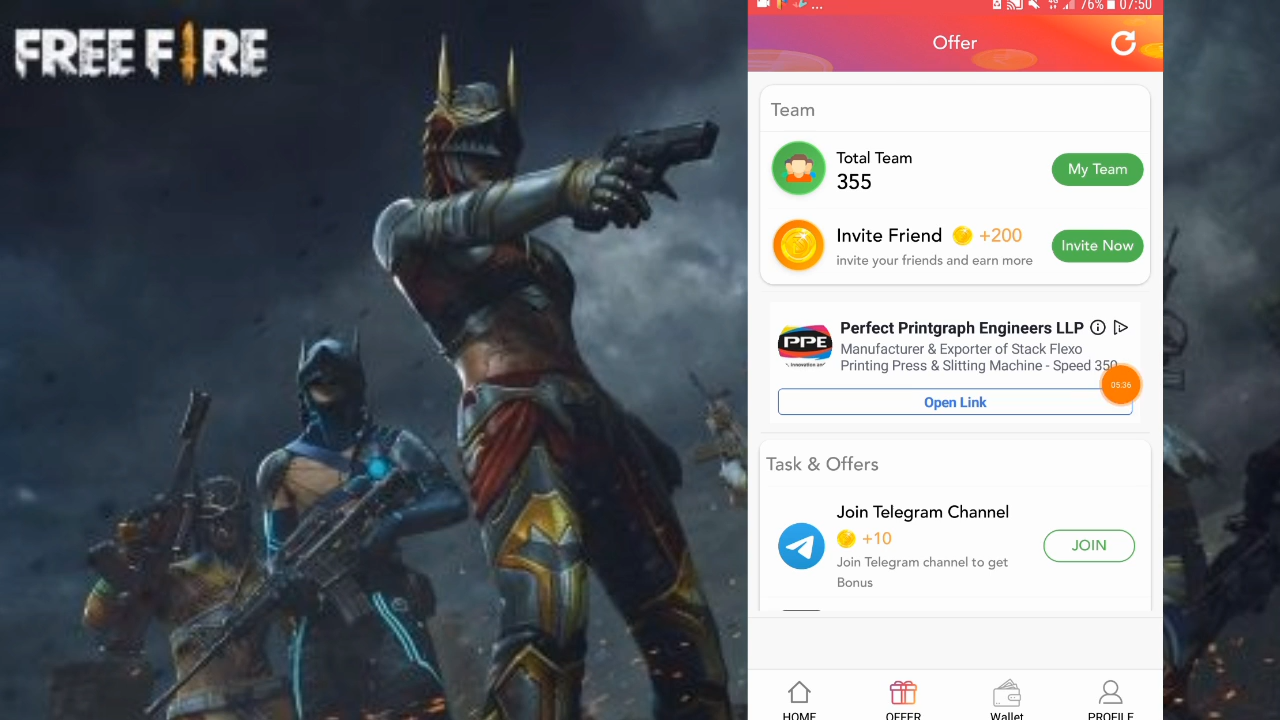 FREE FIRE
... 76% 07:50
Offer
Team
Total Team
355
My Team
Invite Friend +200
invite your friends and earn more
Invite Now
Perfect Printgraph Engineers LLP
PPE
Manufacturer & Exporter of Stack Flexo
Printing Press & Slitting Machine - Speed 350
05:36
Open Link
Task & Offers
Join Telegram Channel
+10
Join Telegram channel to get
Bonus
JOIN
HOME OFFER Wallet PROFILE